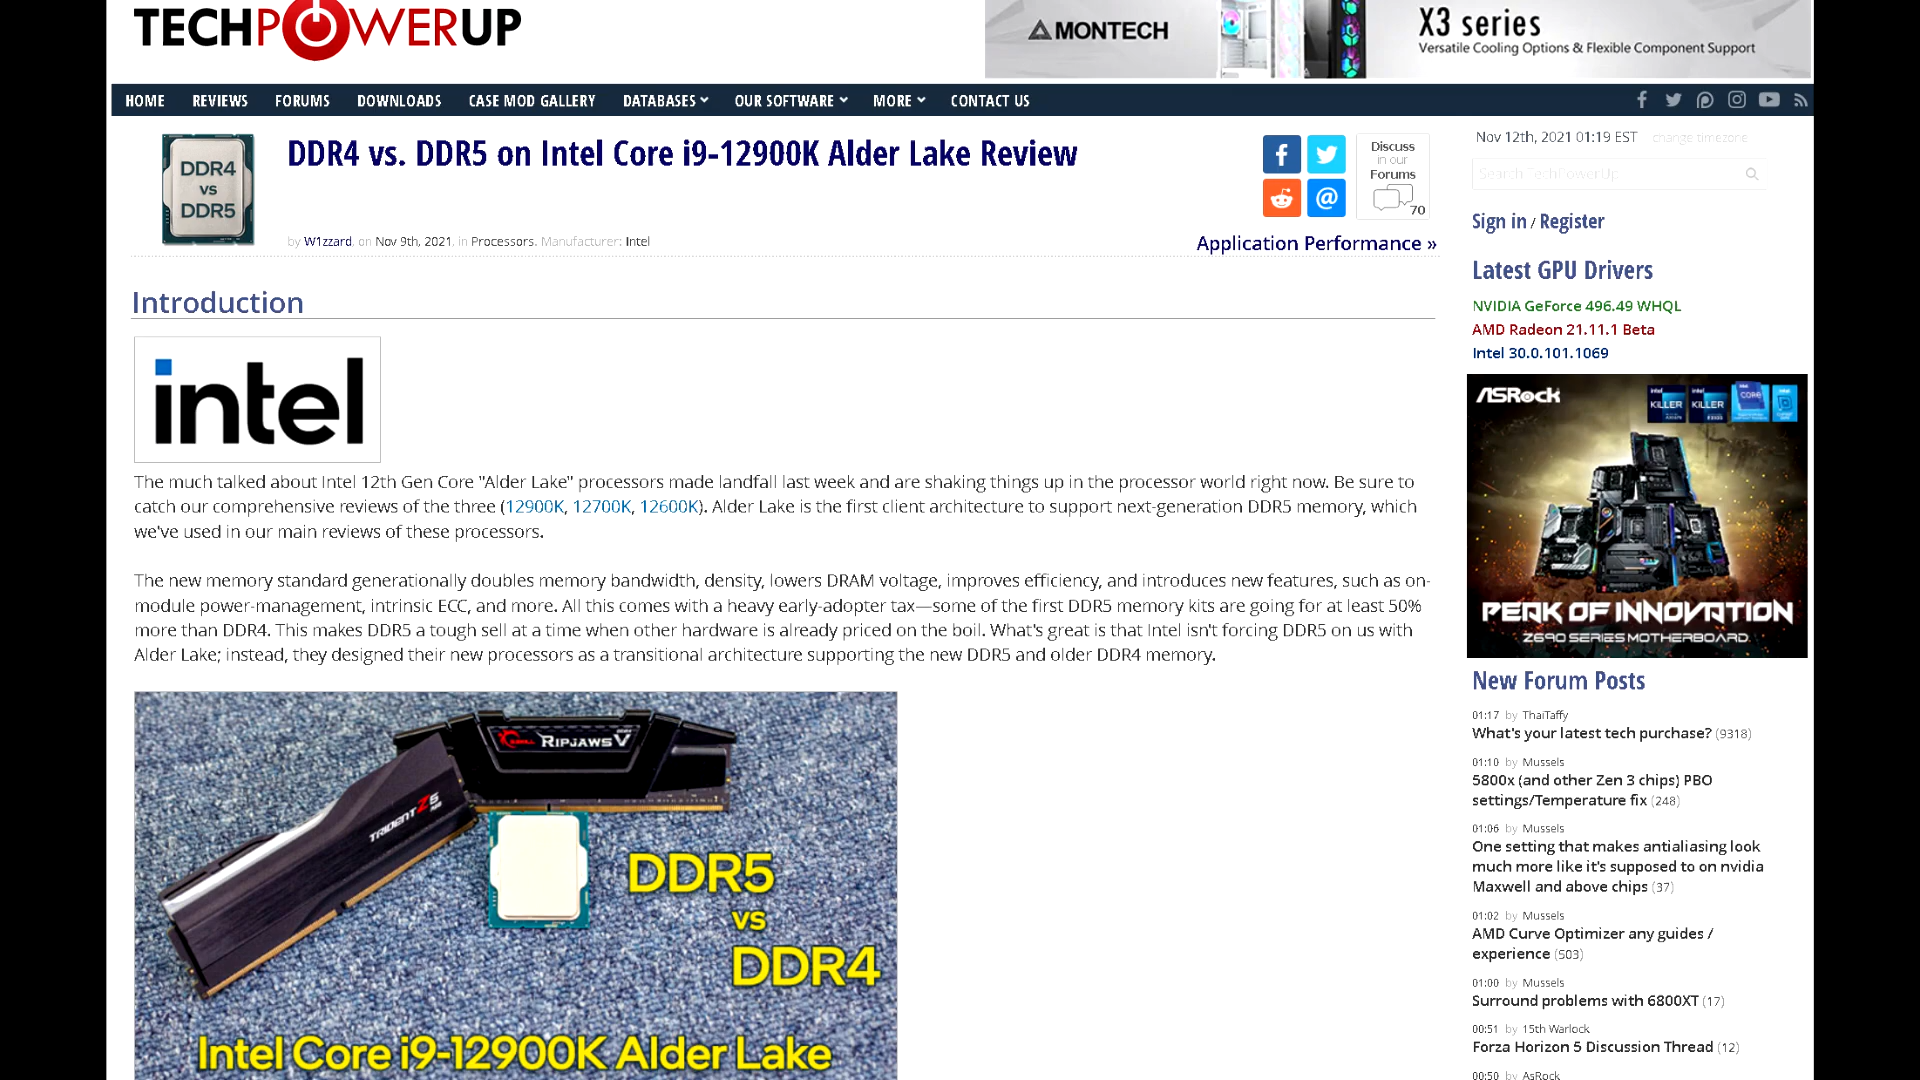 TECHPOWERUP
MONTECH
X3 series
Versatile Cooling Options & Flexible Component Support
HOME REVIEWS FORUMS DOWNLOADS CASE MOD GALLERY DATABASES OUR SOFTWARE MORE CONTACT US
DDR4
vs
DDR5
DDR4 vs. DDR5 on Intel Core i9-12900K Alder Lake Review
by W1zzard, on Nov 9th, 2021, in Processors. Manufacturer: Intel
Discuss
in our
Forums
70
Application Performance »
Introduction
intel
The much talked about Intel 12th Gen Core "Alder Lake" processors made landfall last week and are shaking things up in the processor world right now. Be sure to
catch our comprehensive reviews of the three (12900K, 12700K, 12600K). Alder Lake is the first client architecture to support next-generation DDR5 memory, which
we've used in our main reviews of these processors.
The new memory standard generationally doubles memory bandwidth, density, lowers DRAM voltage, improves efficiency, and introduces new features, such as on-
module power-management, intrinsic ECC, and more. All this comes with a heavy early-adopter tax—some of the first DDR5 memory kits are going for at least 50%
more than DDR4. This makes DDR5 a tough sell at a time when other hardware is already priced on the boil. What's great is that Intel isn't forcing DDR5 on us with
Alder Lake; instead, they designed their new processors as a transitional architecture supporting the new DDR5 and older DDR4 memory.
RIPJAWS V
TRIDENT Z5
DDR5
vs
DDR4
Intel Core i9-12900K Alder Lake
Nov 12th, 2021 01:19 EST change timezone
Search TechPowerUp
Sign in / Register
Latest GPU Drivers
NVIDIA GeForce 496.49 WHQL
AMD Radeon 21.11.1 Beta
Intel 30.0.101.1069
ASRock
intel KILLER intel KILLER intel CORE intel
PEAK OF INNOVATION
Z690 SERIES MOTHERBOARD
New Forum Posts
01:17 by ThaiTaffy
What's your latest tech purchase? (9318)
01:10 by Mussels
5800x (and other Zen 3 chips) PBO
settings/Temperature fix (248)
01:06 by Mussels
One setting that makes antialiasing look
much more like it's supposed to on nvidia
Maxwell and above chips (37)
01:02 by Mussels
AMD Curve Optimizer any guides /
experience (503)
01:00 by Mussels
Surround problems with 6800XT (17)
00:51 by 15th Warlock
Forza Horizon 5 Discussion Thread (12)
00:50 by AsRock